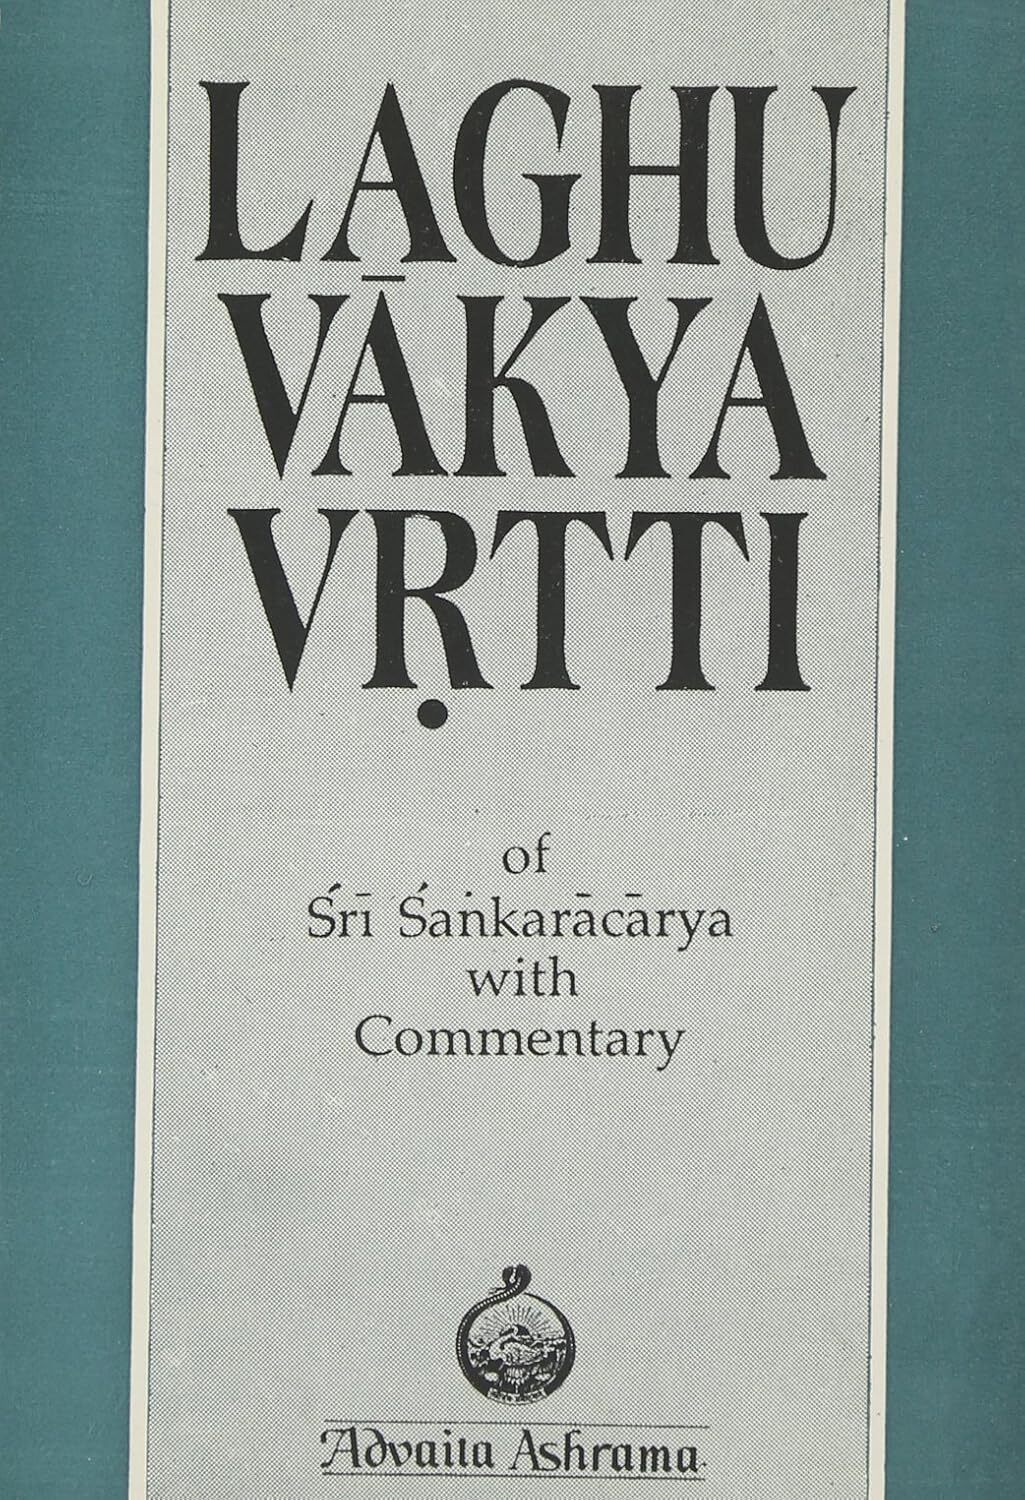 LAGHU
VĀKYA
VṚTTI
of
Śrī Śaṅkarācārya
with
Commentary
Advaita Ashrama